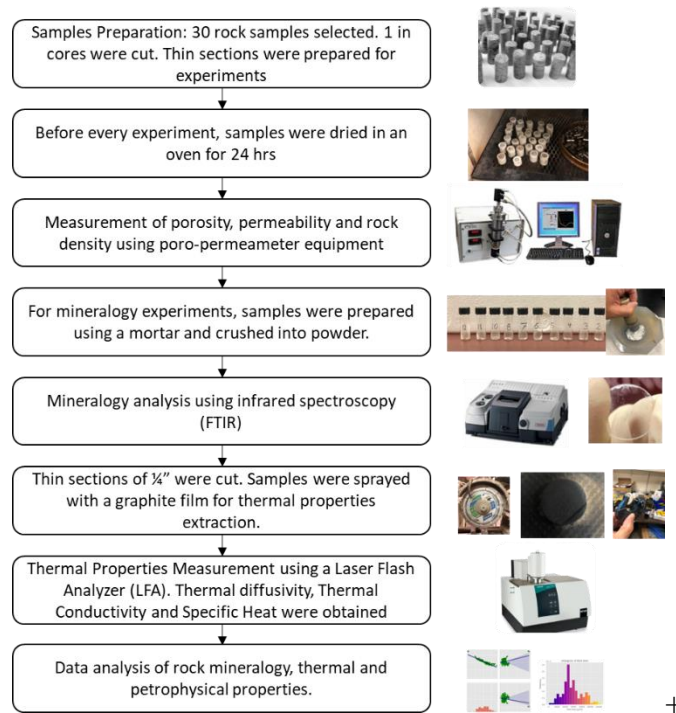 Samples Preparation: 30 rock samples selected. 1 in
cores were cut. Thin sections were prepared for
experiments
Before every experiment, samples were dried in an
oven for 24 hrs
Measurement of porosity, permeability and rock
density using poro-permeameter equipment
For mineralogy experiments, samples were prepared
using a mortar and crushed into powder.
Mineralogy analysis using infrared spectroscopy
(FTIR)
Thin sections of ¼” were cut. Samples were sprayed
with a graphite film for thermal properties
extraction.
Thermal Properties Measurement using a Laser Flash
Analyzer (LFA). Thermal diffusivity, Thermal
Conductivity and Specific Heat were obtained
Data analysis of rock mineralogy, thermal and
petrophysical properties.